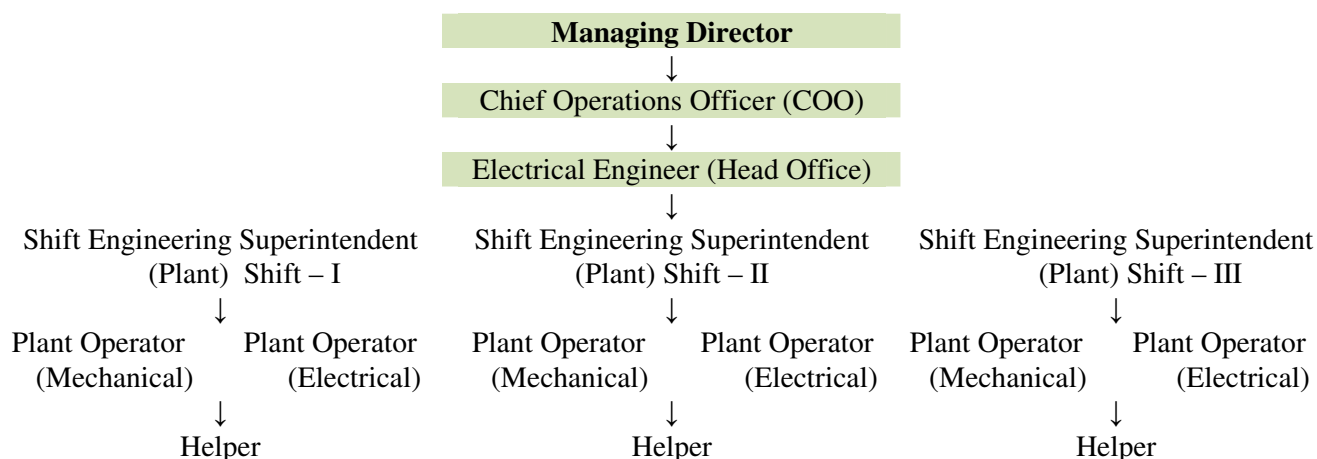 Managing Director
↓
Chief Operations Officer (COO)
↓
Electrical Engineer (Head Office)
↓
Shift Engineering Superintendent Shift Engineering Superintendent Shift Engineering Superintendent
(Plant) Shift – I (Plant) Shift – II (Plant) Shift – III
↓ ↓ ↓
Plant Operator Plant Operator Plant Operator Plant Operator Plant Operator Plant Operator
(Mechanical) (Electrical) (Mechanical) (Electrical) (Mechanical) (Electrical)
↓ ↓ ↓
Helper Helper Helper